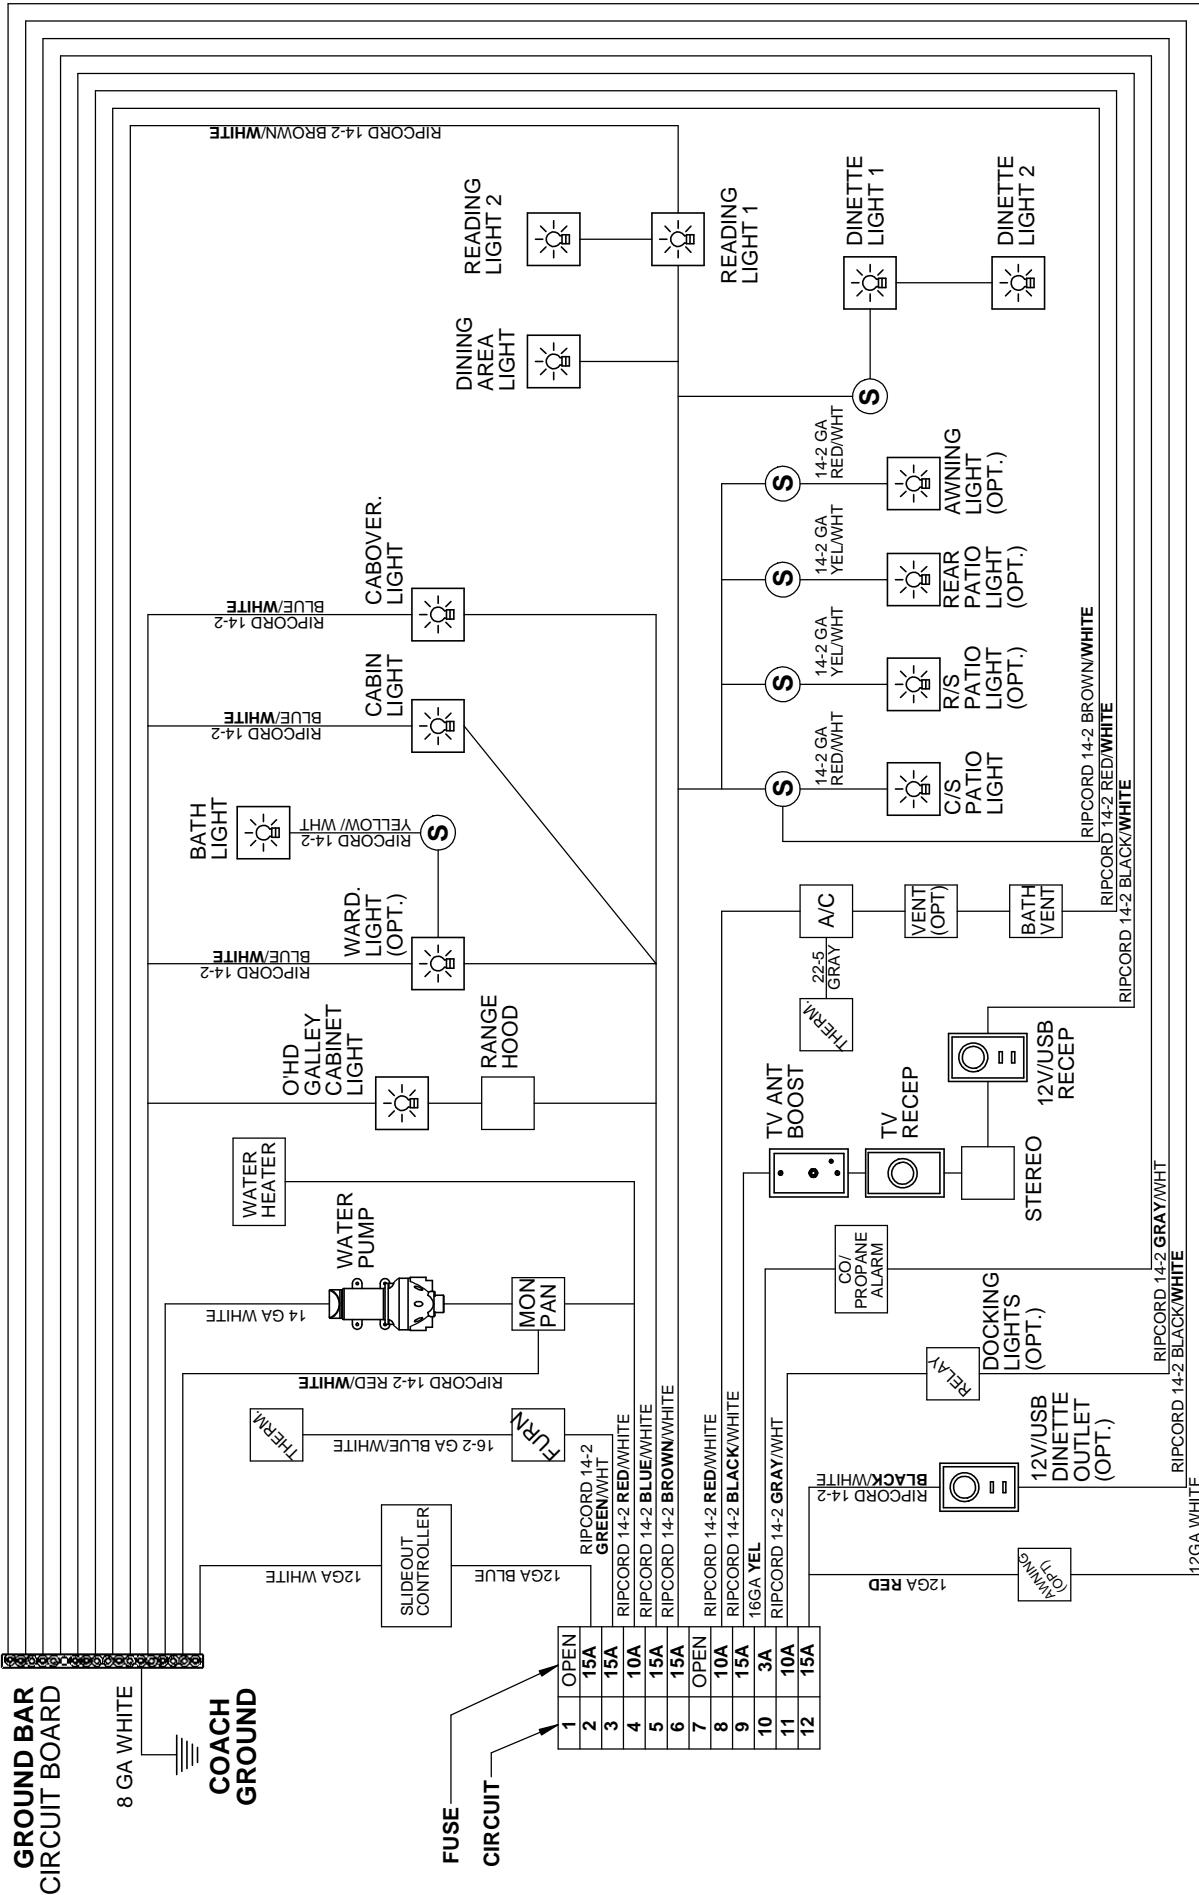 GROUND BAR
CIRCUIT BOARD
8 GA WHITE
COACH
GROUND
FUSE
CIRCUIT
1 OPEN
2 15A
3 15A
4 10A
5 15A
6 15A
7 OPEN
8 10A
9 15A
10 3A
11 10A
12 15A
12GA WHITE
SLIDEOUT
CONTROLLER
12GA BLUE
THERM.
16-2 GA BLUE/WHITE
FURN
RIPCORD 14-2
GREEN/WHT
RIPCORD 14-2 RED/WHITE
RIPCORD 14-2 BLUE/WHITE
RIPCORD 14-2 BROWN/WHITE
RIPCORD 14-2 RED/WHITE
RIPCORD 14-2 BLACK/WHITE
16GA YEL
RIPCORD 14-2 GRAY/WHT
RIPCORD 14-2 RED/WHITE
14 GA WHITE
WATER
PUMP
MON
PAN
WATER
HEATER
O'HD
GALLEY
CABINET
LIGHT
RANGE
HOOD
RIPCORD 14-2
BLUE/WHITE
WARD.
LIGHT
(OPT.)
BATH
LIGHT
RIPCORD 14-2
YELLOW/ WHT
S
RIPCORD 14-2
BLUE/WHITE
CABIN
LIGHT
RIPCORD 14-2
BLUE/WHITE
CABOVER.
LIGHT
DINING
AREA
LIGHT
READING
LIGHT 2
READING
LIGHT 1
RIPCORD 14-2 BROWN/WHITE
DINETTE
LIGHT 1
DINETTE
LIGHT 2
S
S
14-2 GA
RED/WHT
AWNING
LIGHT
(OPT.)
S
14-2 GA
YEL/WHT
REAR
PATIO
LIGHT
(OPT.)
S
14-2 GA
YEL/WHT
R/S
PATIO
LIGHT
(OPT.)
S
14-2 GA
RED/WHT
C/S
PATIO
LIGHT
RIPCORD 14-2 BROWN/WHITE
RIPCORD 14-2 RED/WHITE
RIPCORD 14-2 BLACK/WHITE
A/C
22-5
GRAY
THERM.
VENT
(OPT)
BATH
VENT
TV ANT
BOOST
TV
RECEP
STEREO
12V/USB
RECEP
CO/
PROPANE
ALARM
RELAY
DOCKING
LIGHTS
(OPT.)
RIPCORD 14-2 GRAY/WHT
RIPCORD 14-2 BLACK/WHITE
RIPCORD 14-2
BLACK/WHITE
12V/USB
DINETTE
OUTLET
(OPT.)
12GA RED
AWNING
(OPT)
12GA WHITE